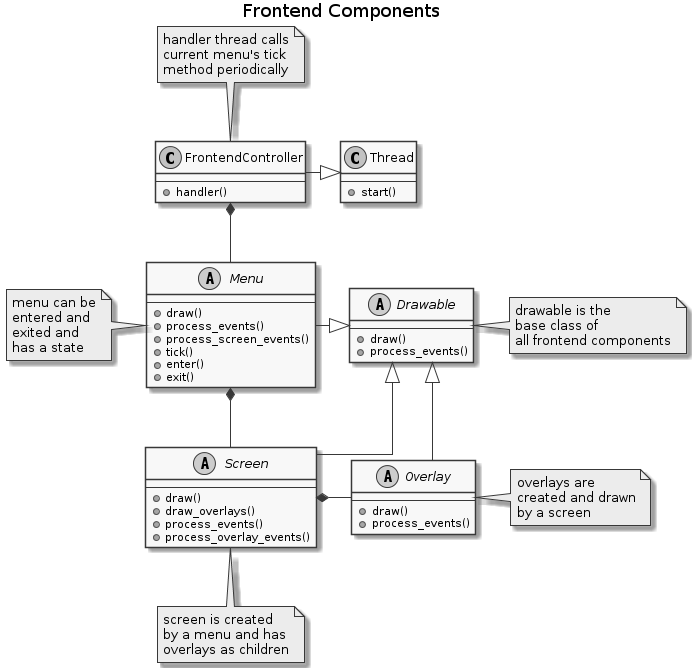 Frontend Components
handler thread calls
current menu's tick
method periodically
C FrontendController
handler()
C Thread
start()
A Menu
draw()
process_events()
process_screen_events()
tick()
enter()
exit()
menu can be
entered and
exited and
has a state
A Drawable
draw()
process_events()
drawable is the
base class of
all frontend components
A Screen
draw()
draw_overlays()
process_events()
process_overlay_events()
A Overlay
draw()
process_events()
overlays are
created and drawn
by a screen
screen is created
by a menu and has
overlays as children